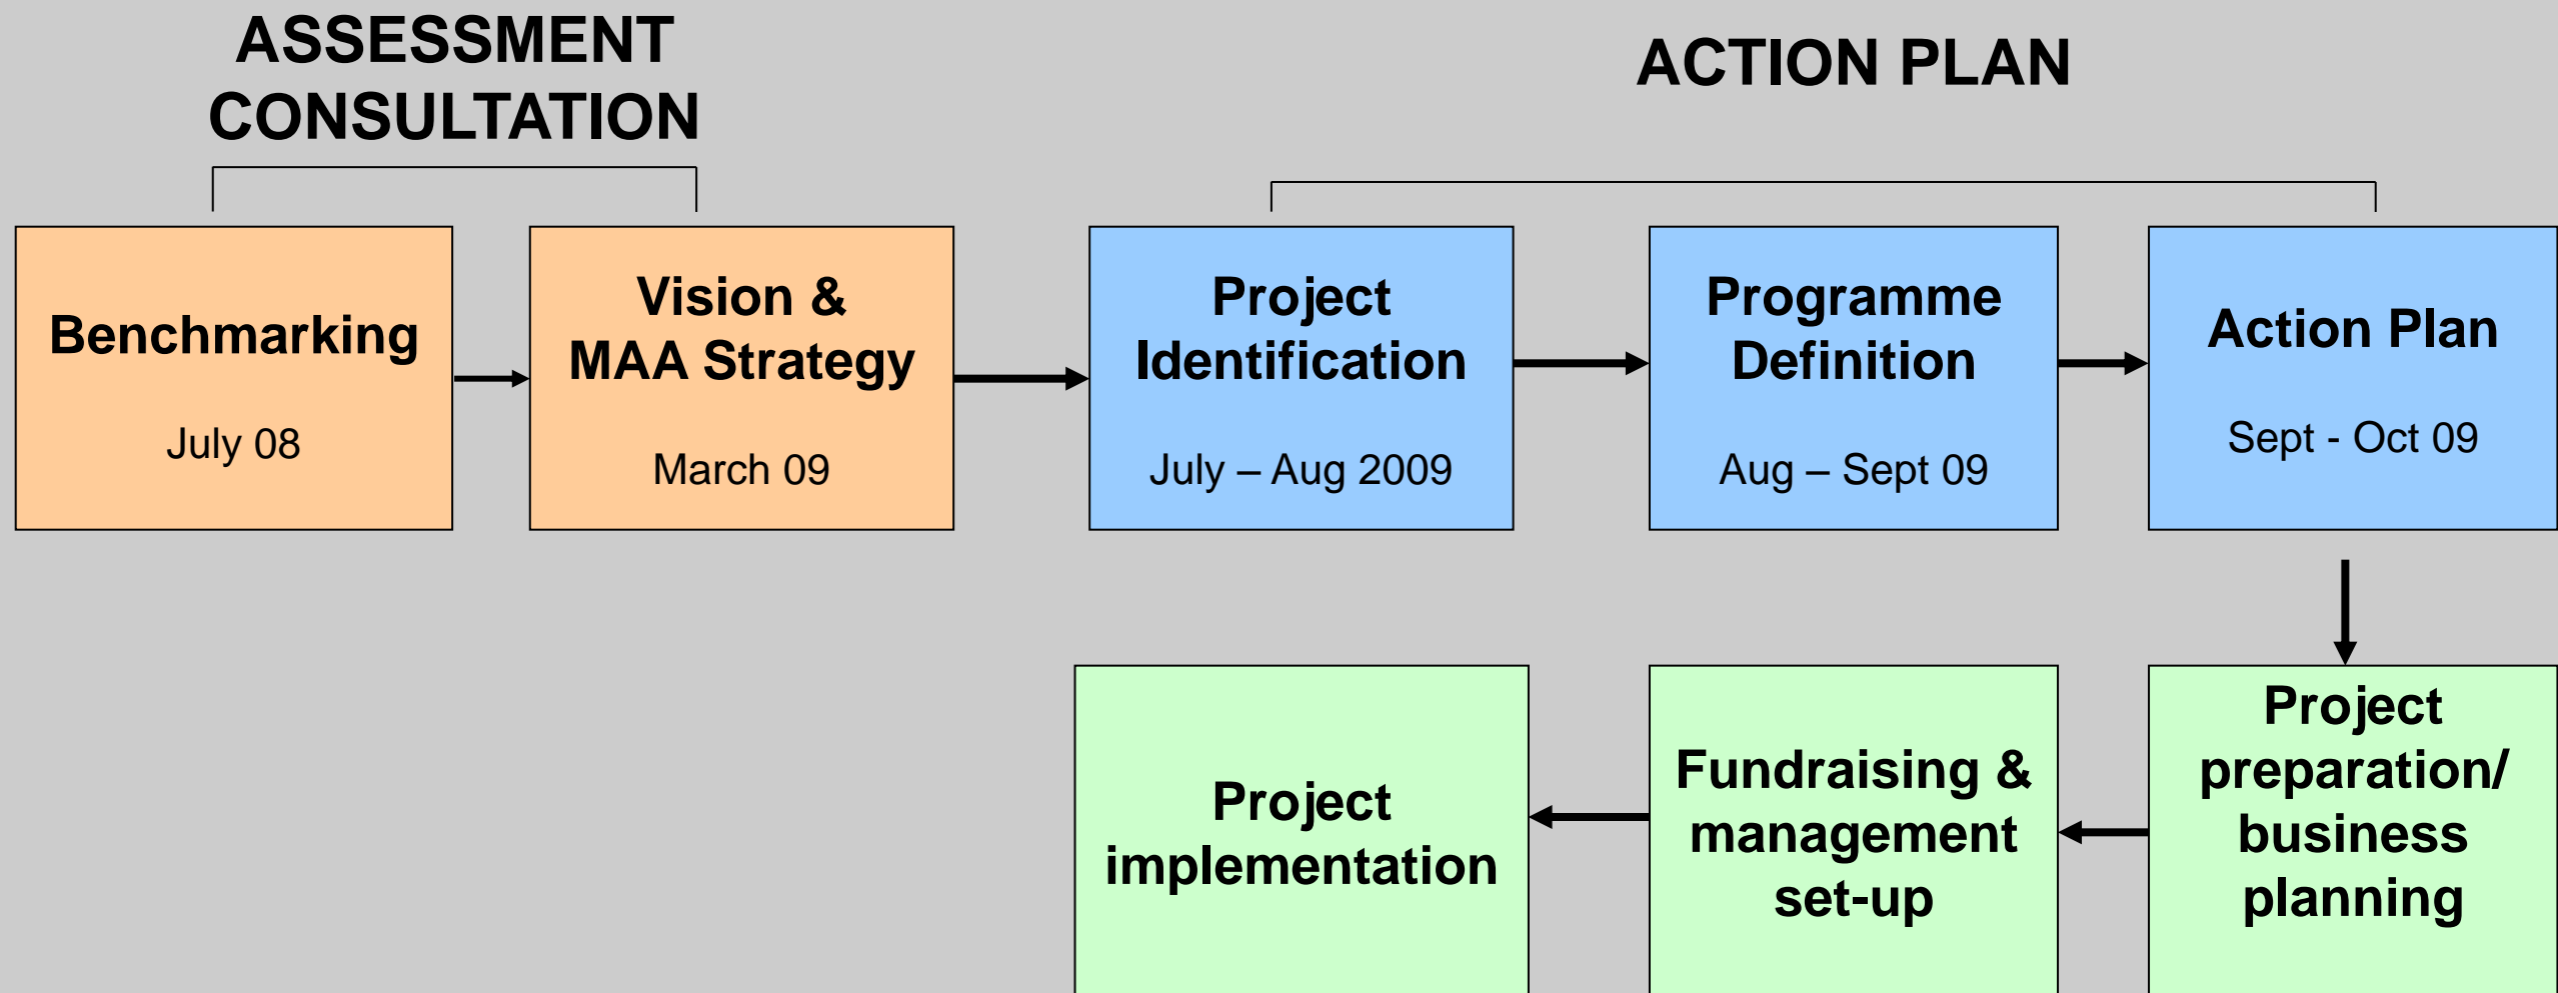 ASSESSMENT
CONSULTATION
ACTION PLAN
Benchmarking
July 08
Vision &
MAA Strategy
March 09
Project
Identification
July – Aug 2009
Programme
Definition
Aug – Sept 09
Action Plan
Sept - Oct 09
Project
implementation
Fundraising &
management
set-up
Project
preparation/
business
planning